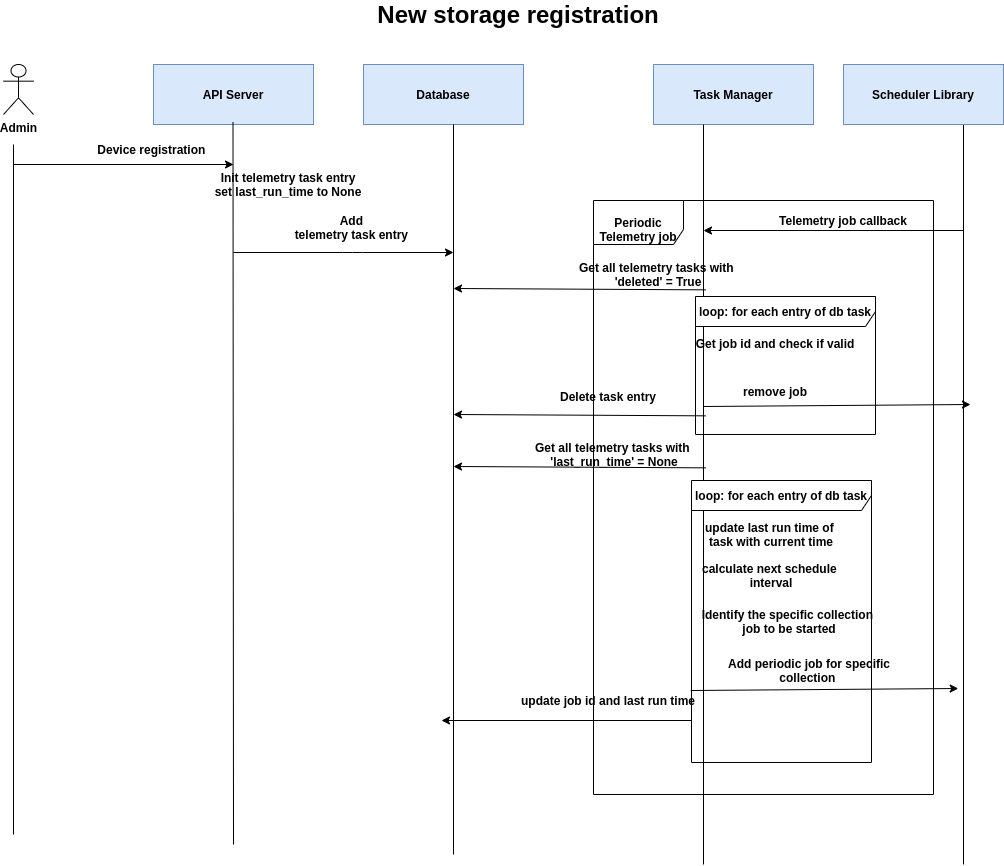 New storage registration
API Server
Database
Task Manager
Scheduler Library
Admin
Device registration
Init telemetry task entry
set last_run_time to None
Add
telemetry task entry
Periodic
Telemetry job
Telemetry job callback
Get all telemetry tasks with
'deleted' = True
loop: for each entry of db task
Get job id and check if valid
remove job
Delete task entry
Get all telemetry tasks with
'last_run_time' = None
loop: for each entry of db task
update last run time of
task with current time
calculate next schedule
interval
Identify the specific collection
job to be started
Add periodic job for specific
collection
update job id and last run time